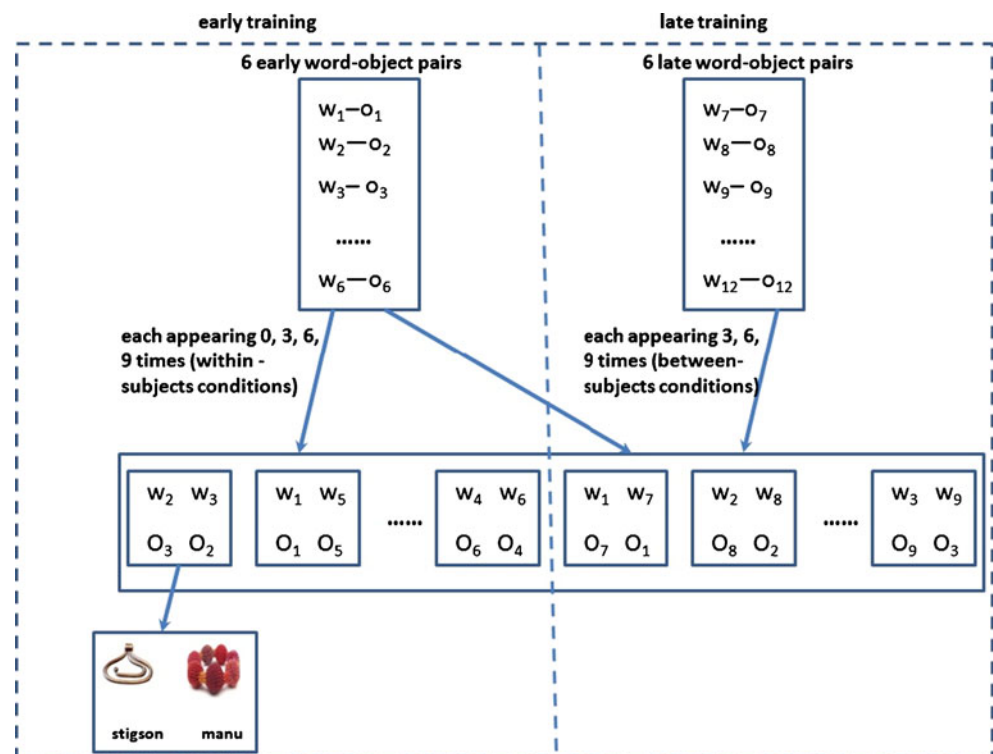 early training
late training
6 early word-object pairs
6 late word-object pairs
w₁—o₁
w₂—o₂
w₃—o₃
……
w₆—o₆
w₇—o₇
w₈—o₈
w₉—o₉
……
w₁₂—o₁₂
each appearing 0, 3, 6,
9 times (within -
subjects conditions)
each appearing 3, 6,
9 times (between-
subjects conditions)
w₂ w₃
O₃ O₂
w₁ w₅
O₁ O₅
……
w₄ w₆
O₆ O₄
w₁ w₇
O₇ O₁
w₂ w₈
O₈ O₂
……
w₃ w₉
O₉ O₃
stigson manu